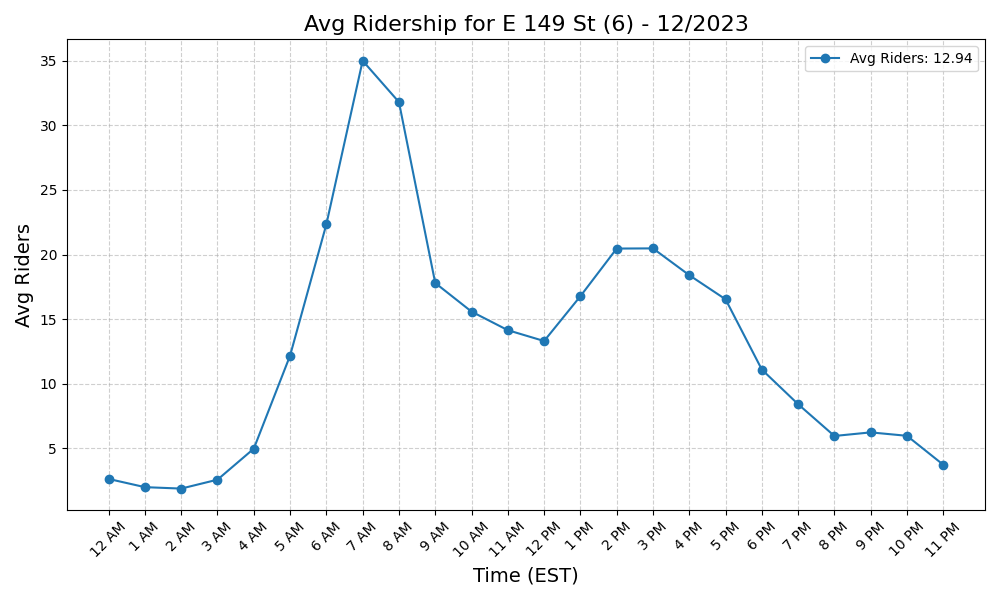 Avg Ridership for E 149 St (6) - 12/2023
Avg Riders: 12.94
Avg Riders
35
30
25
20
15
10
5
12 AM
1 AM
2 AM
3 AM
4 AM
5 AM
6 AM
7 AM
8 AM
9 AM
10 AM
11 AM
12 PM
1 PM
2 PM
3 PM
4 PM
5 PM
6 PM
7 PM
8 PM
9 PM
10 PM
11 PM
Time (EST)